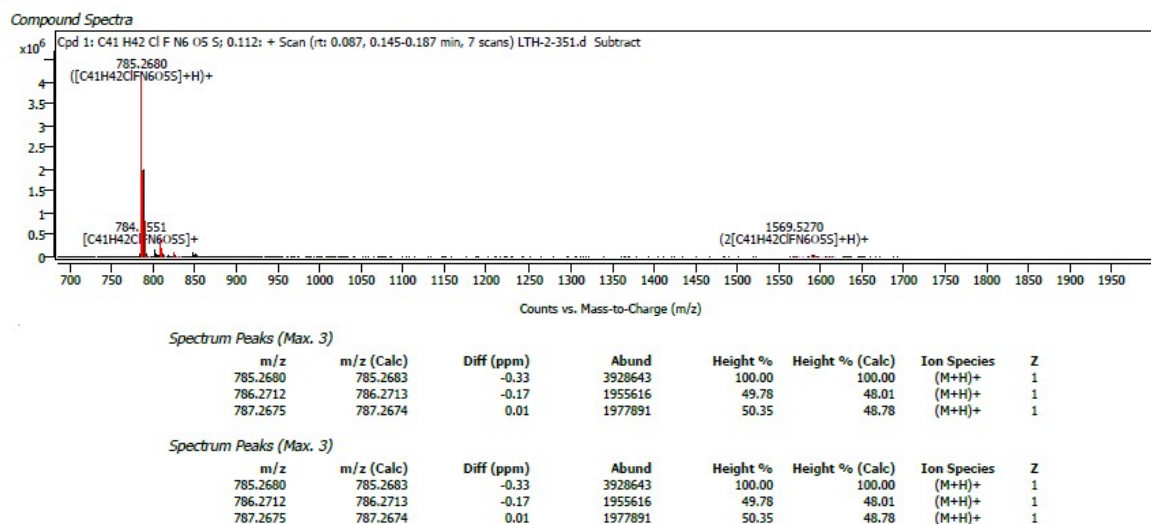 Compound Spectra
x10⁶
Cpd 1: C41 H42 Cl F N6 O5 S; 0.112: + Scan (rt: 0.087, 0.145-0.187 min, 7 scans) LTH-2-351.d Subtract
785.2680
([C41H42ClFN6O5S]+H)+
4
3.5
3
2.5
2
1.5
1
0.5
0
[C41H42ClFN6O5S]+
1569.5270
(2[C41H42ClFN6O5S]+H)+
700 750 800 850 900 950 1000 1050 1100 1150 1200 1250 1300 1350 1400 1450 1500 1550 1600 1650 1700 1750 1800 1850 1900 1950
Counts vs. Mass-to-Charge (m/z)
Spectrum Peaks (Max. 3)
m/z m/z (Calc) Diff (ppm) Abund Height % Height % (Calc) Ion Species Z
785.2680 785.2683 -0.33 3928643 100.00 100.00 (M+H)+ 1
786.2712 786.2713 -0.17 1955616 49.78 48.01 (M+H)+ 1
787.2675 787.2674 0.01 1977891 50.35 48.78 (M+H)+ 1
Spectrum Peaks (Max. 3)
m/z m/z (Calc) Diff (ppm) Abund Height % Height % (Calc) Ion Species Z
785.2680 785.2683 -0.33 3928643 100.00 100.00 (M+H)+ 1
786.2712 786.2713 -0.17 1955616 49.78 48.01 (M+H)+ 1
787.2675 787.2674 0.01 1977891 50.35 48.78 (M+H)+ 1